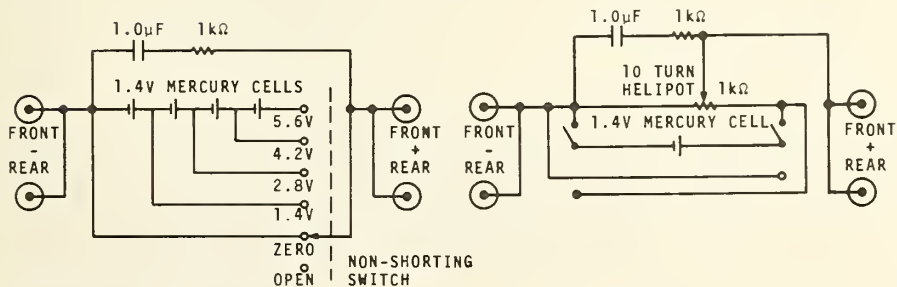 1.0μF 1kΩ
1.4V MERCURY CELLS
FRONT
-
REAR
5.6V
4.2V
2.8V
1.4V
ZERO
OPEN
NON-SHORTING
SWITCH
FRONT
+
REAR
1.0μF 1kΩ
10 TURN
HELIPOT
1kΩ
1.4V MERCURY CELL
FRONT
-
REAR
FRONT
+
REAR